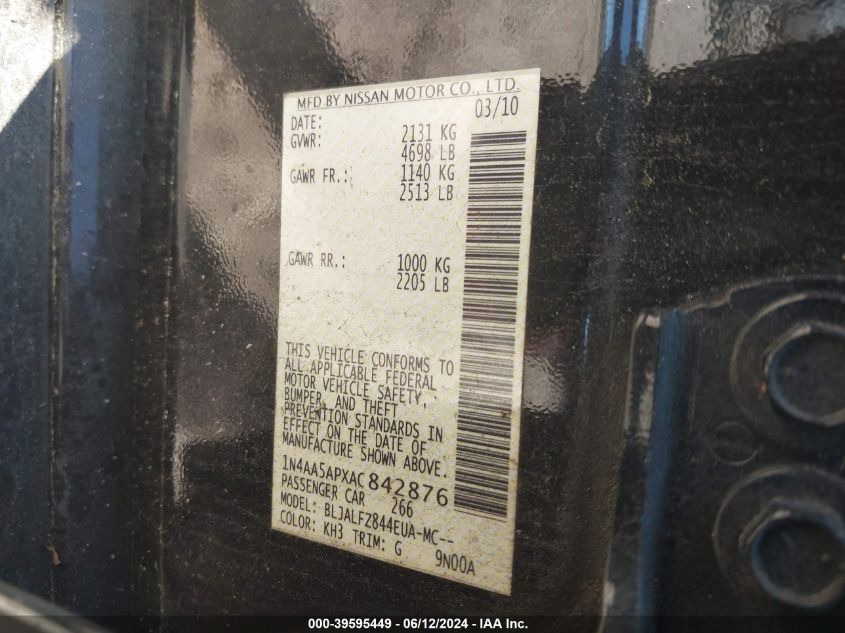 MFD BY NISSAN MOTOR CO., LTD.
DATE: 03/10
GVWR: 2131 KG
4698 LB
GAWR FR.: 1140 KG
2513 LB
GAWR RR.: 1000 KG
2205 LB
THIS VEHICLE CONFORMS TO
ALL APPLICABLE FEDERAL
MOTOR VEHICLE SAFETY,
BUMPER, AND THEFT
PREVENTION STANDARDS IN
EFFECT ON THE DATE OF
MANUFACTURE SHOWN ABOVE.
1N4AA5APXAC842876
PASSENGER CAR 266
MODEL: BLJALFZ844EUA-MC--
COLOR: KH3 TRIM: G 9N00A
000-39595449 - 06/12/2024 - IAA Inc.